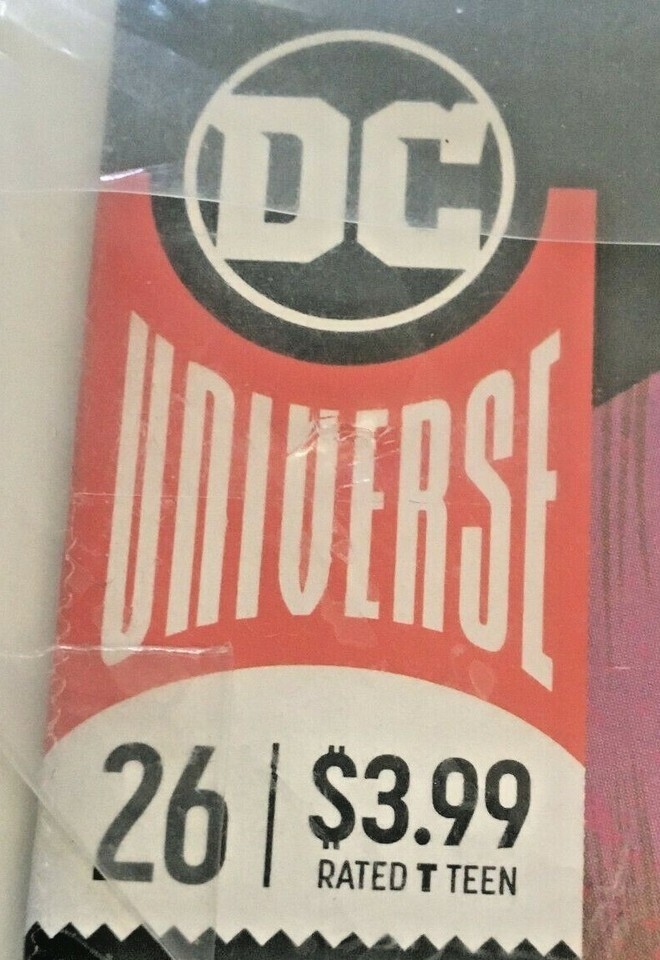 DC
UNIVERSE
26 | $3.99
RATED T TEEN